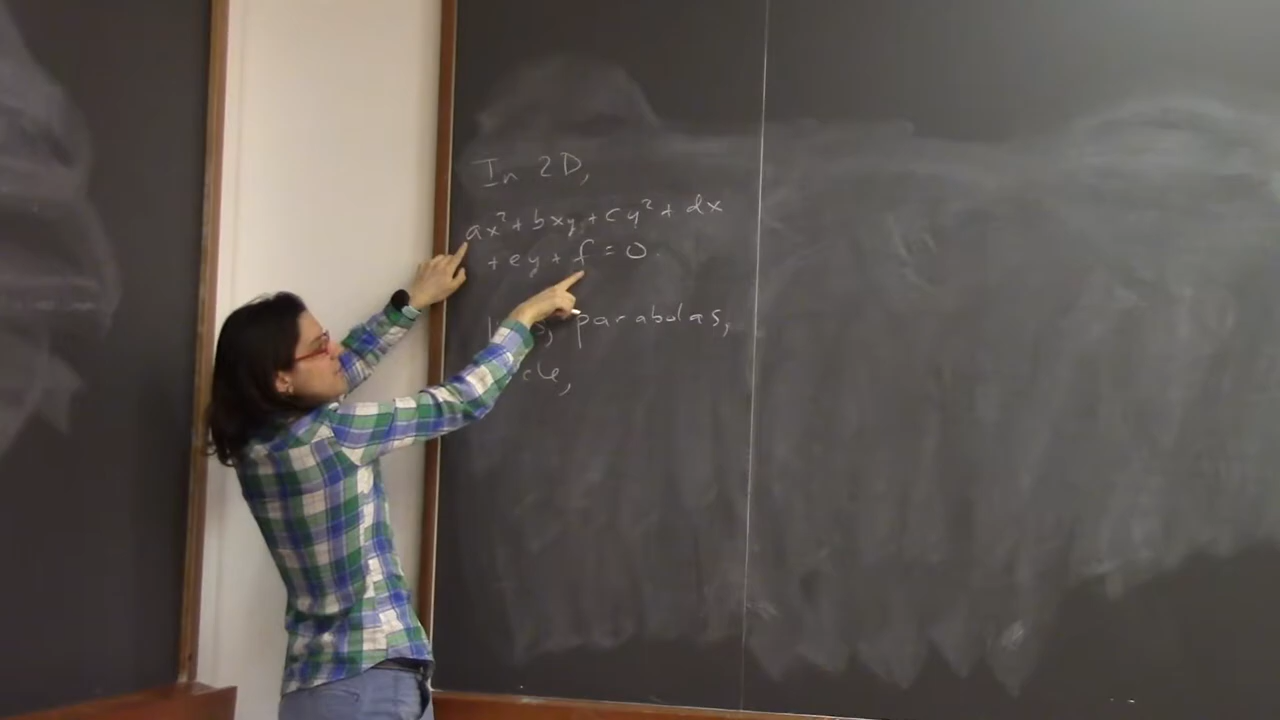 In 2D,
ax² + bxy + cy² + dx
+ ey + f = 0.
parabolas,